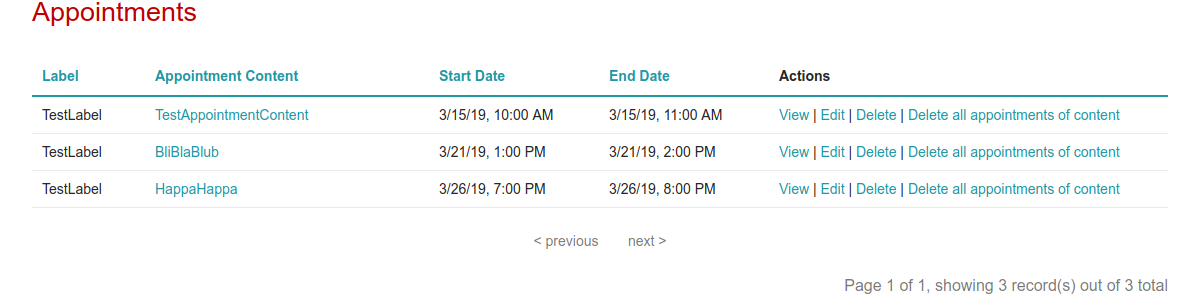 Appointments
Label Appointment Content Start Date End Date Actions
TestLabel TestAppointmentContent 3/15/19, 10:00 AM 3/15/19, 11:00 AM View | Edit | Delete | Delete all appointments of content
TestLabel BliBlaBlub 3/21/19, 1:00 PM 3/21/19, 2:00 PM View | Edit | Delete | Delete all appointments of content
TestLabel HappaHappa 3/26/19, 7:00 PM 3/26/19, 8:00 PM View | Edit | Delete | Delete all appointments of content
< previous next >
Page 1 of 1, showing 3 record(s) out of 3 total